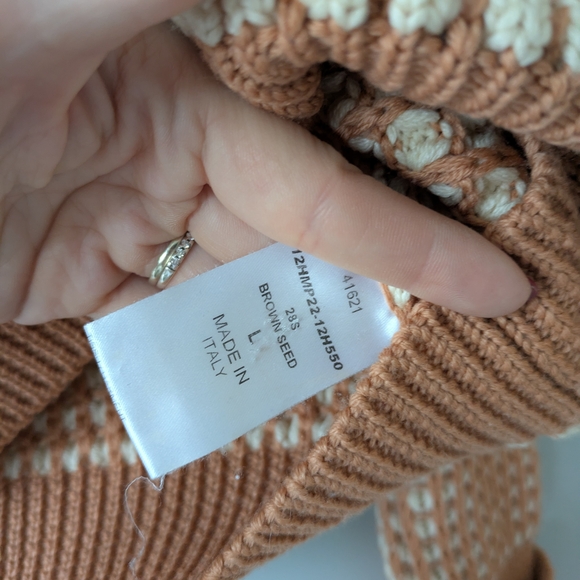 41621
12HMP22-12H550
28S
BROWN SEED
L
MADE IN
ITALY